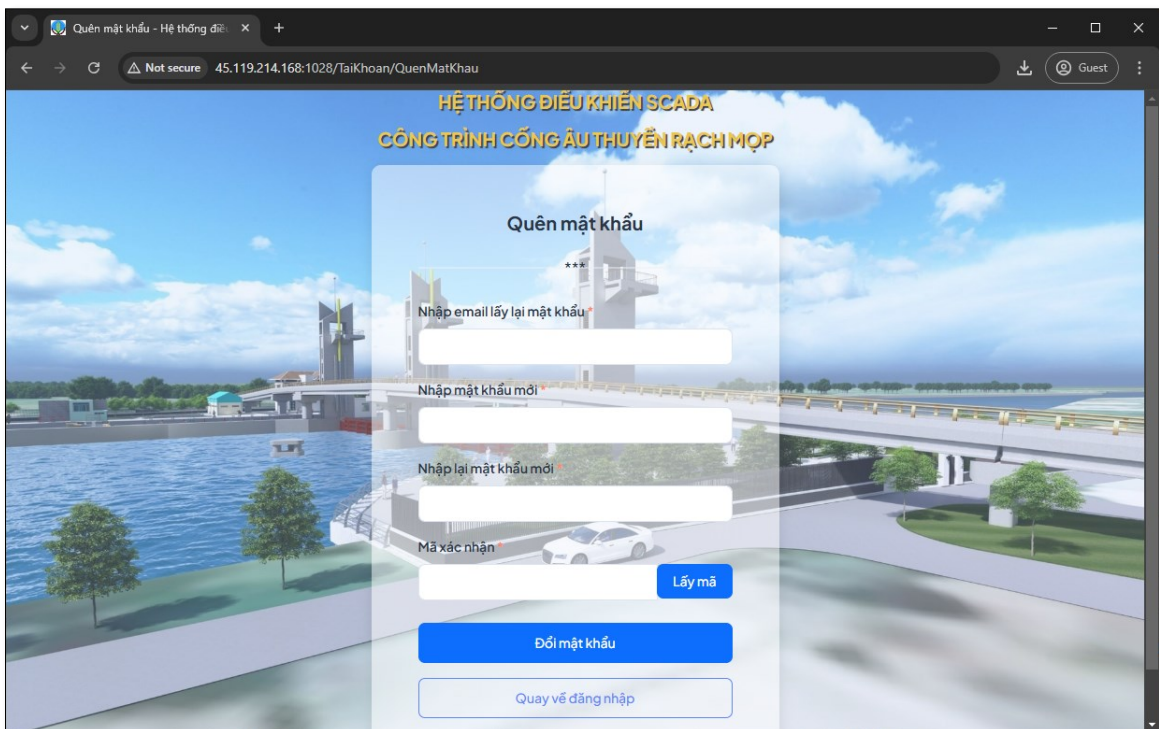 Quên mật khẩu - Hệ thống điề
Not secure 45.119.214.168:1028/TaiKhoan/QuenMatKhau
Guest
HỆ THỐNG ĐIỀU KHIỂN SCADA
CÔNG TRÌNH CỐNG ÂU THUYỀN RẠCH MỌP
Quên mật khẩu
***
Nhập email lấy lại mật khẩu *
Nhập mật khẩu mới *
Nhập lại mật khẩu mới *
Mã xác nhận *
Lấy mã
Đổi mật khẩu
Quay về đăng nhập